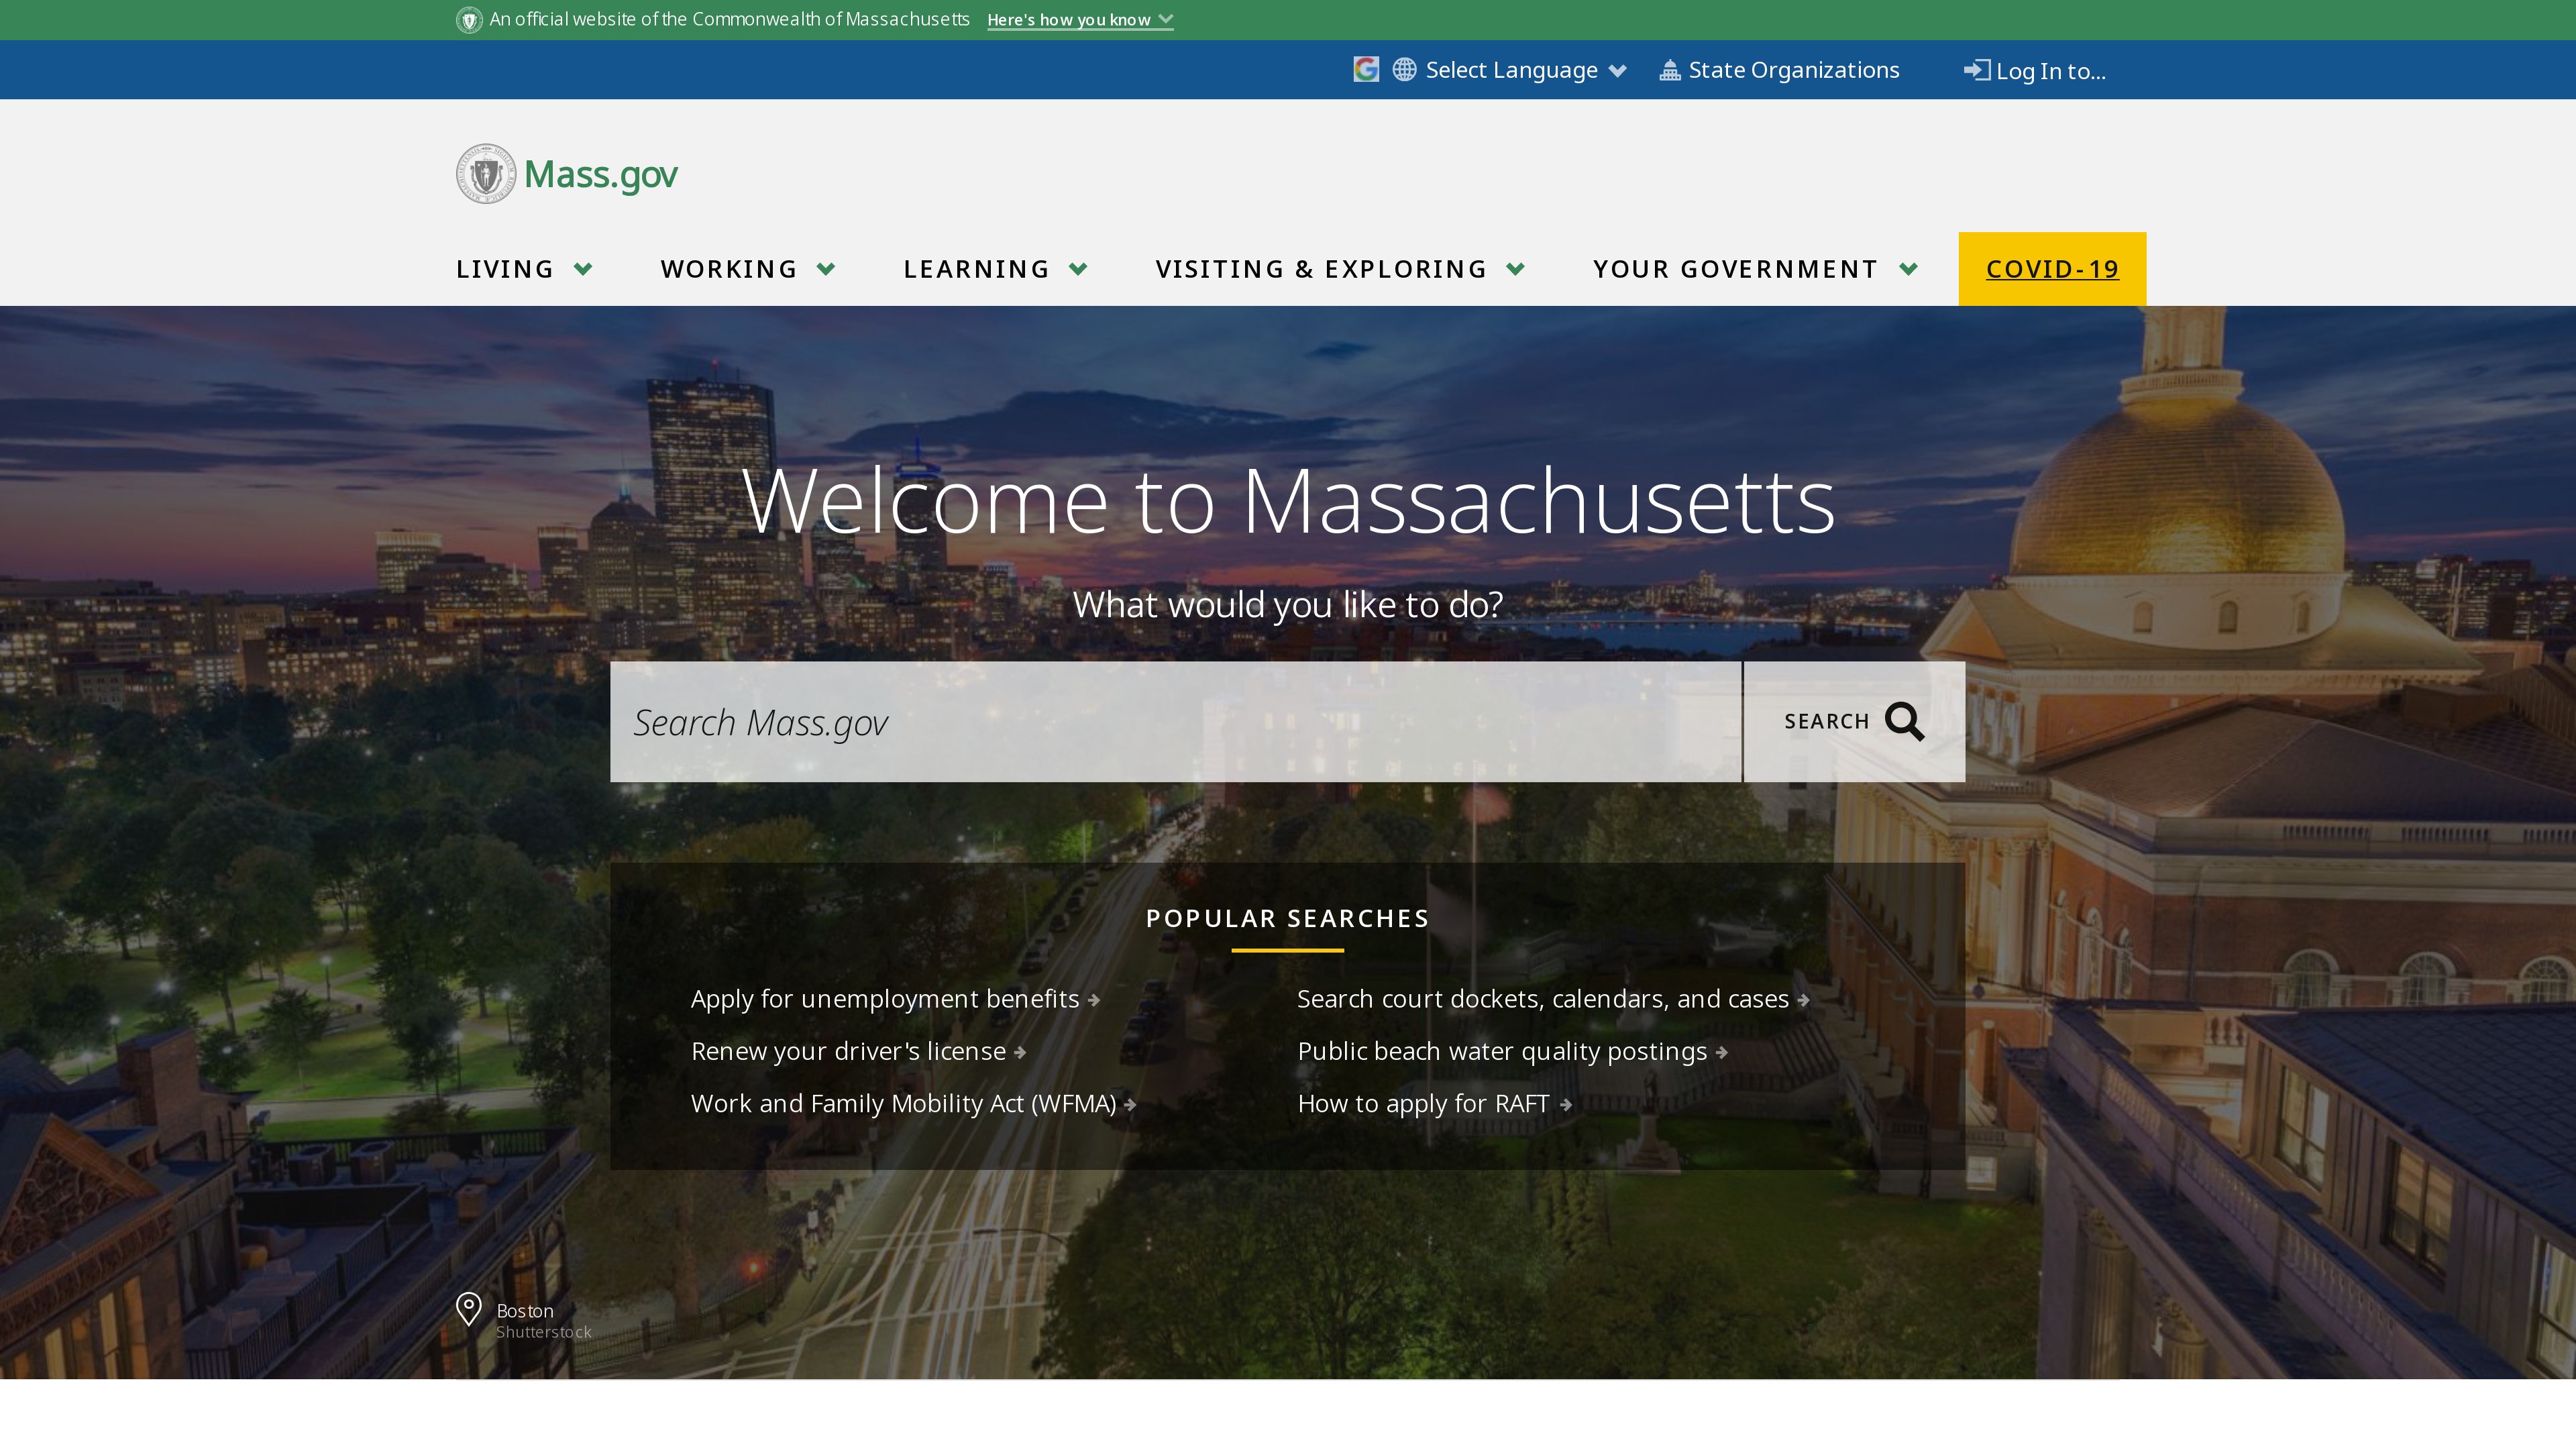 An official website of the Commonwealth of Massachusetts Here's how you know
Select Language State Organizations Log In to...
Mass.gov
LIVING WORKING LEARNING VISITING & EXPLORING YOUR GOVERNMENT COVID-19
Welcome to Massachusetts
What would you like to do?
Search Mass.gov SEARCH
POPULAR SEARCHES
Apply for unemployment benefits
Renew your driver's license
Work and Family Mobility Act (WFMA)
Search court dockets, calendars, and cases
Public beach water quality postings
How to apply for RAFT
Boston
Shutterstock